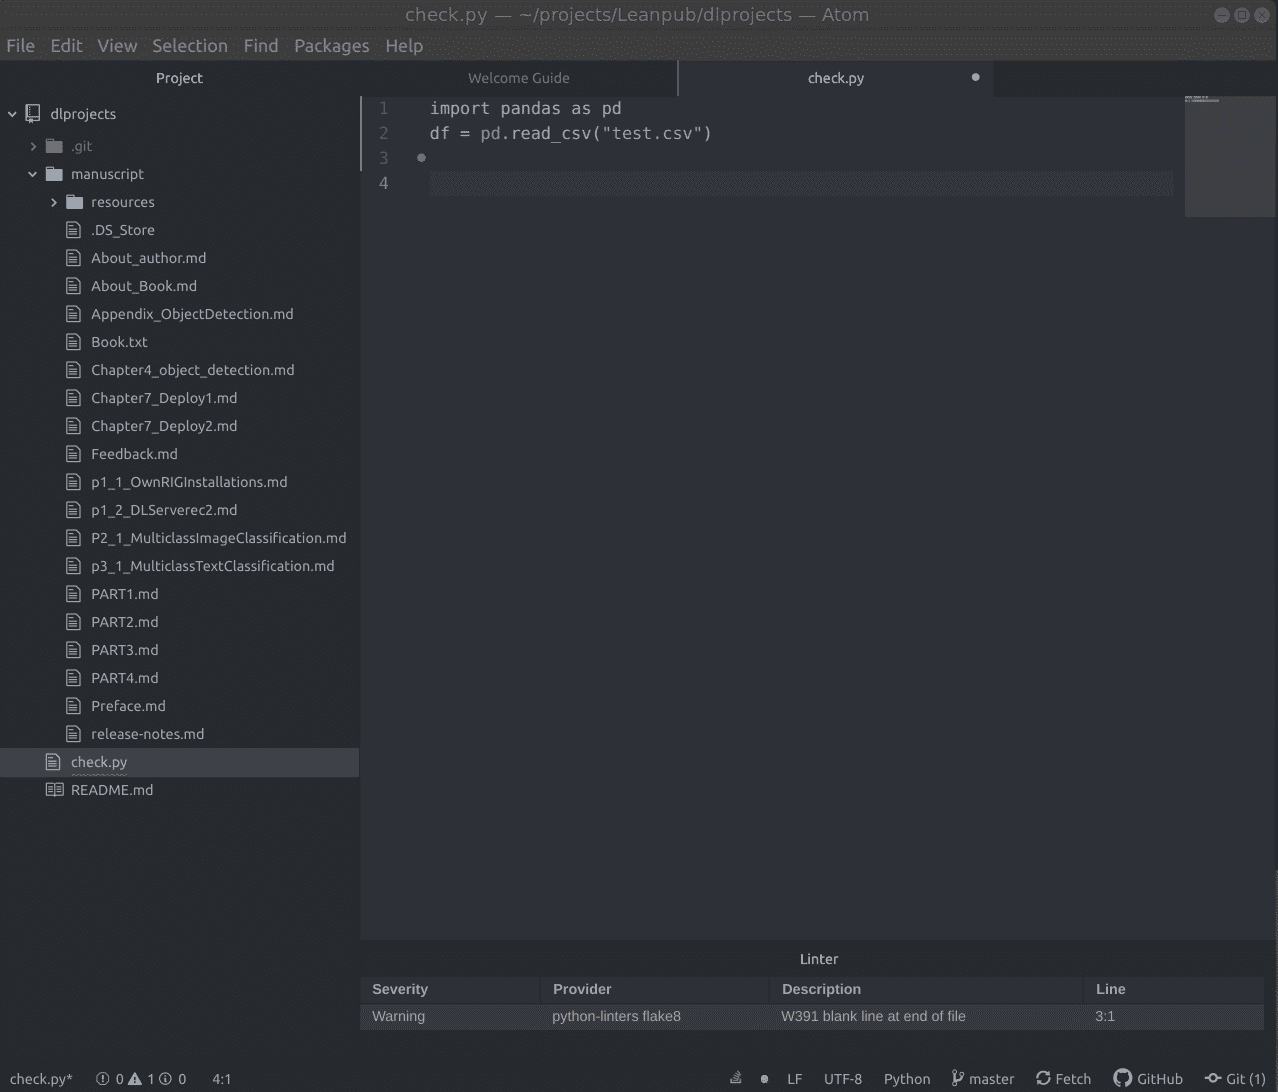 check.py — ~/projects/Leanpub/dlprojects — Atom
File Edit View Selection Find Packages Help
Project
Welcome Guide
check.py
dlprojects
.git
manuscript
resources
.DS_Store
About_author.md
About_Book.md
Appendix_ObjectDetection.md
Book.txt
Chapter4_object_detection.md
Chapter7_Deploy1.md
Chapter7_Deploy2.md
Feedback.md
p1_1_OwnRIGInstallations.md
p1_2_DLServerec2.md
P2_1_MulticlassImageClassification.md
p3_1_MulticlassTextClassification.md
PART1.md
PART2.md
PART3.md
PART4.md
Preface.md
release-notes.md
check.py
README.md
1 import pandas as pd
2 df = pd.read_csv("test.csv")
3
4
Linter
Severity Provider Description Line
Warning python-linters flake8 W391 blank line at end of file 3:1
check.py* 0 1 0 4:1 LF UTF-8 Python master Fetch GitHub Git (1)